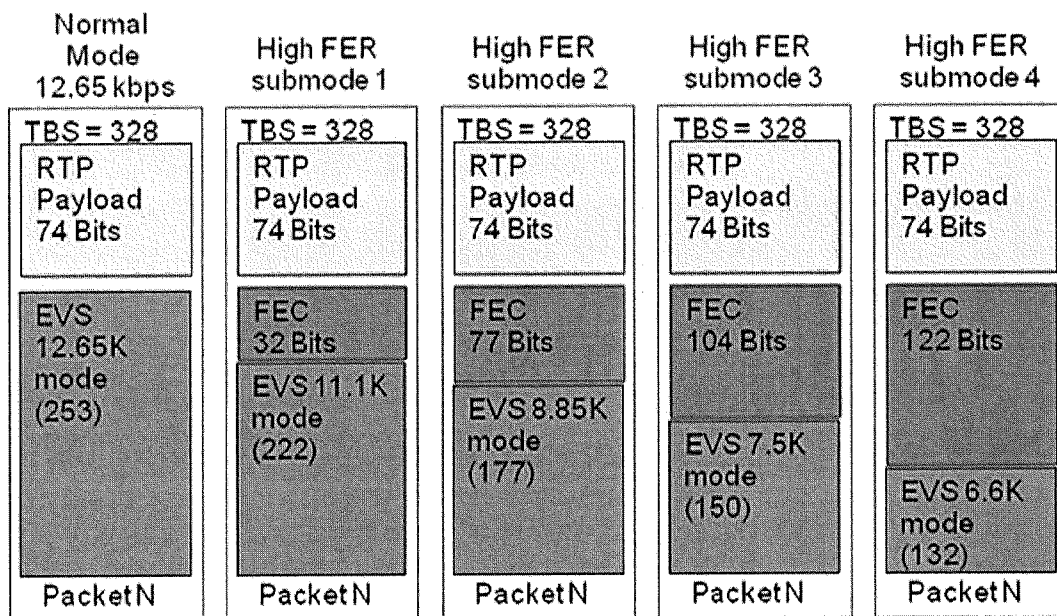 Normal
Mode
12,65 kbps
TBS = 328
RTP
Payload
74 Bits
EVS
12.65K
mode
(253)
Packet N
High FER
submode 1
TBS = 328
RTP
Payload
74 Bits
FEC
32 Bits
EVS 11.1K
mode
(222)
Packet N
High FER
submode 2
TBS = 328
RTP
Payload
74 Bits
FEC
77 Bits
EVS 8.85K
mode
(177)
Packet N
High FER
submode 3
TBS = 328
RTP
Payload
74 Bits
FEC
104 Bits
EVS 7.5K
mode
(150)
Packet N
High FER
submode 4
TBS = 328
RTP
Payload
74 Bits
FEC
122 Bits
EVS 6.6K
mode
(132)
Packet N